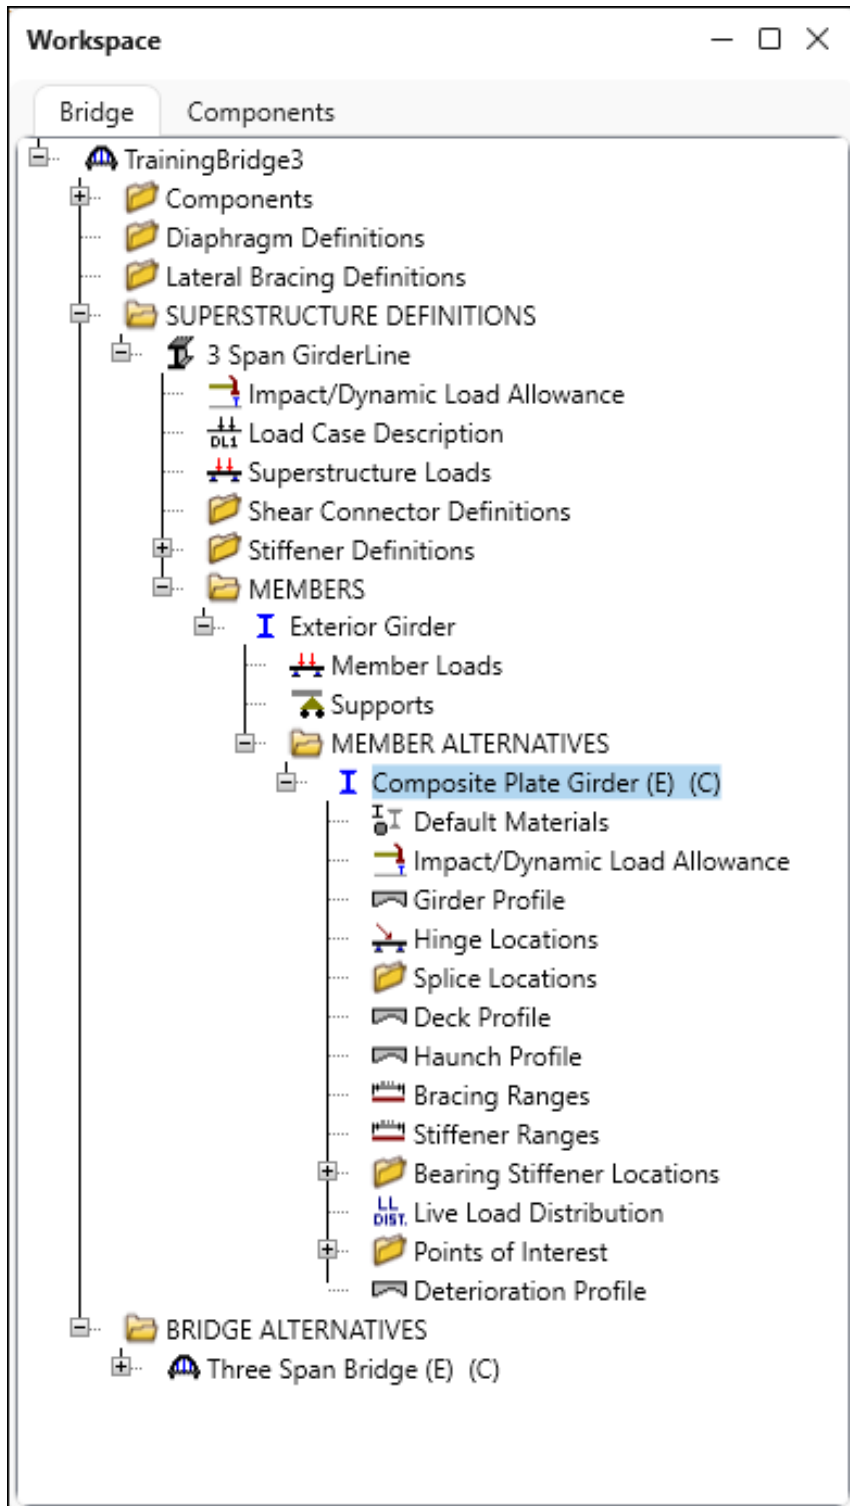 Workspace
Bridge Components
TrainingBridge3
Components
Diaphragm Definitions
Lateral Bracing Definitions
SUPERSTRUCTURE DEFINITIONS
3 Span GirderLine
Impact/Dynamic Load Allowance
DL1 Load Case Description
Superstructure Loads
Shear Connector Definitions
Stiffener Definitions
MEMBERS
Exterior Girder
Member Loads
Supports
MEMBER ALTERNATIVES
Composite Plate Girder (E) (C)
Default Materials
Impact/Dynamic Load Allowance
Girder Profile
Hinge Locations
Splice Locations
Deck Profile
Haunch Profile
Bracing Ranges
Stiffener Ranges
Bearing Stiffener Locations
LL DIST. Live Load Distribution
Points of Interest
Deterioration Profile
BRIDGE ALTERNATIVES
Three Span Bridge (E) (C)